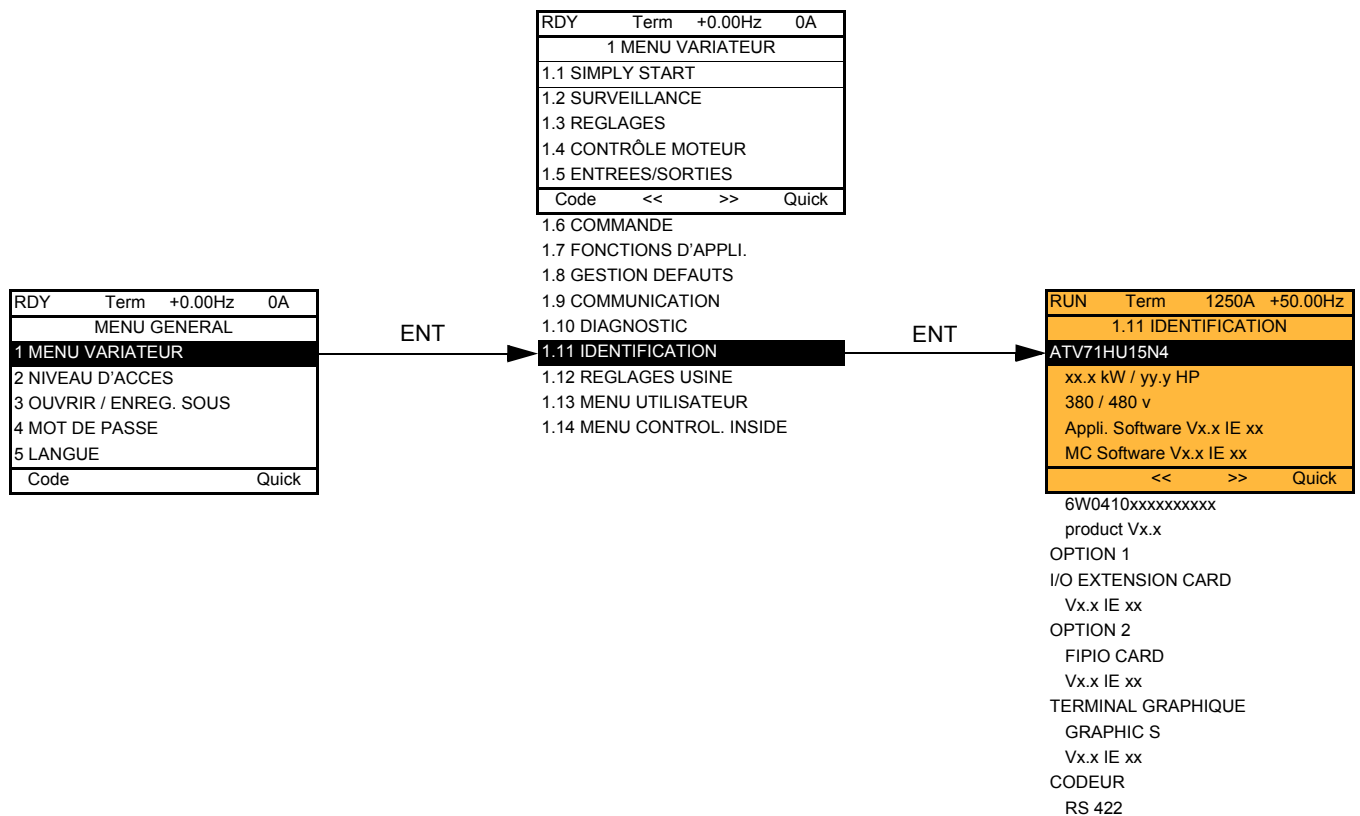 RDY Term +0.00Hz 0A
1 MENU VARIATEUR
1.1 SIMPLY START
1.2 SURVEILLANCE
1.3 REGLAGES
1.4 CONTRÔLE MOTEUR
1.5 ENTREES/SORTIES
Code << >> Quick
1.6 COMMANDE
1.7 FONCTIONS D'APPLI.
1.8 GESTION DEFAUTS
1.9 COMMUNICATION
1.10 DIAGNOSTIC
1.11 IDENTIFICATION
1.12 REGLAGES USINE
1.13 MENU UTILISATEUR
1.14 MENU CONTROL. INSIDE
RDY Term +0.00Hz 0A
MENU GENERAL
1 MENU VARIATEUR
2 NIVEAU D'ACCES
3 OUVRIR / ENREG. SOUS
4 MOT DE PASSE
5 LANGUE
Code Quick
ENT
ENT
RUN Term 1250A +50.00Hz
1.11 IDENTIFICATION
ATV71HU15N4
xx.x kW / yy.y HP
380 / 480 v
Appli. Software Vx.x IE xx
MC Software Vx.x IE xx
<< >> Quick
6W0410xxxxxxxxxx
product Vx.x
OPTION 1
I/O EXTENSION CARD
Vx.x IE xx
OPTION 2
FIPIO CARD
Vx.x IE xx
TERMINAL GRAPHIQUE
GRAPHIC S
Vx.x IE xx
CODEUR
RS 422